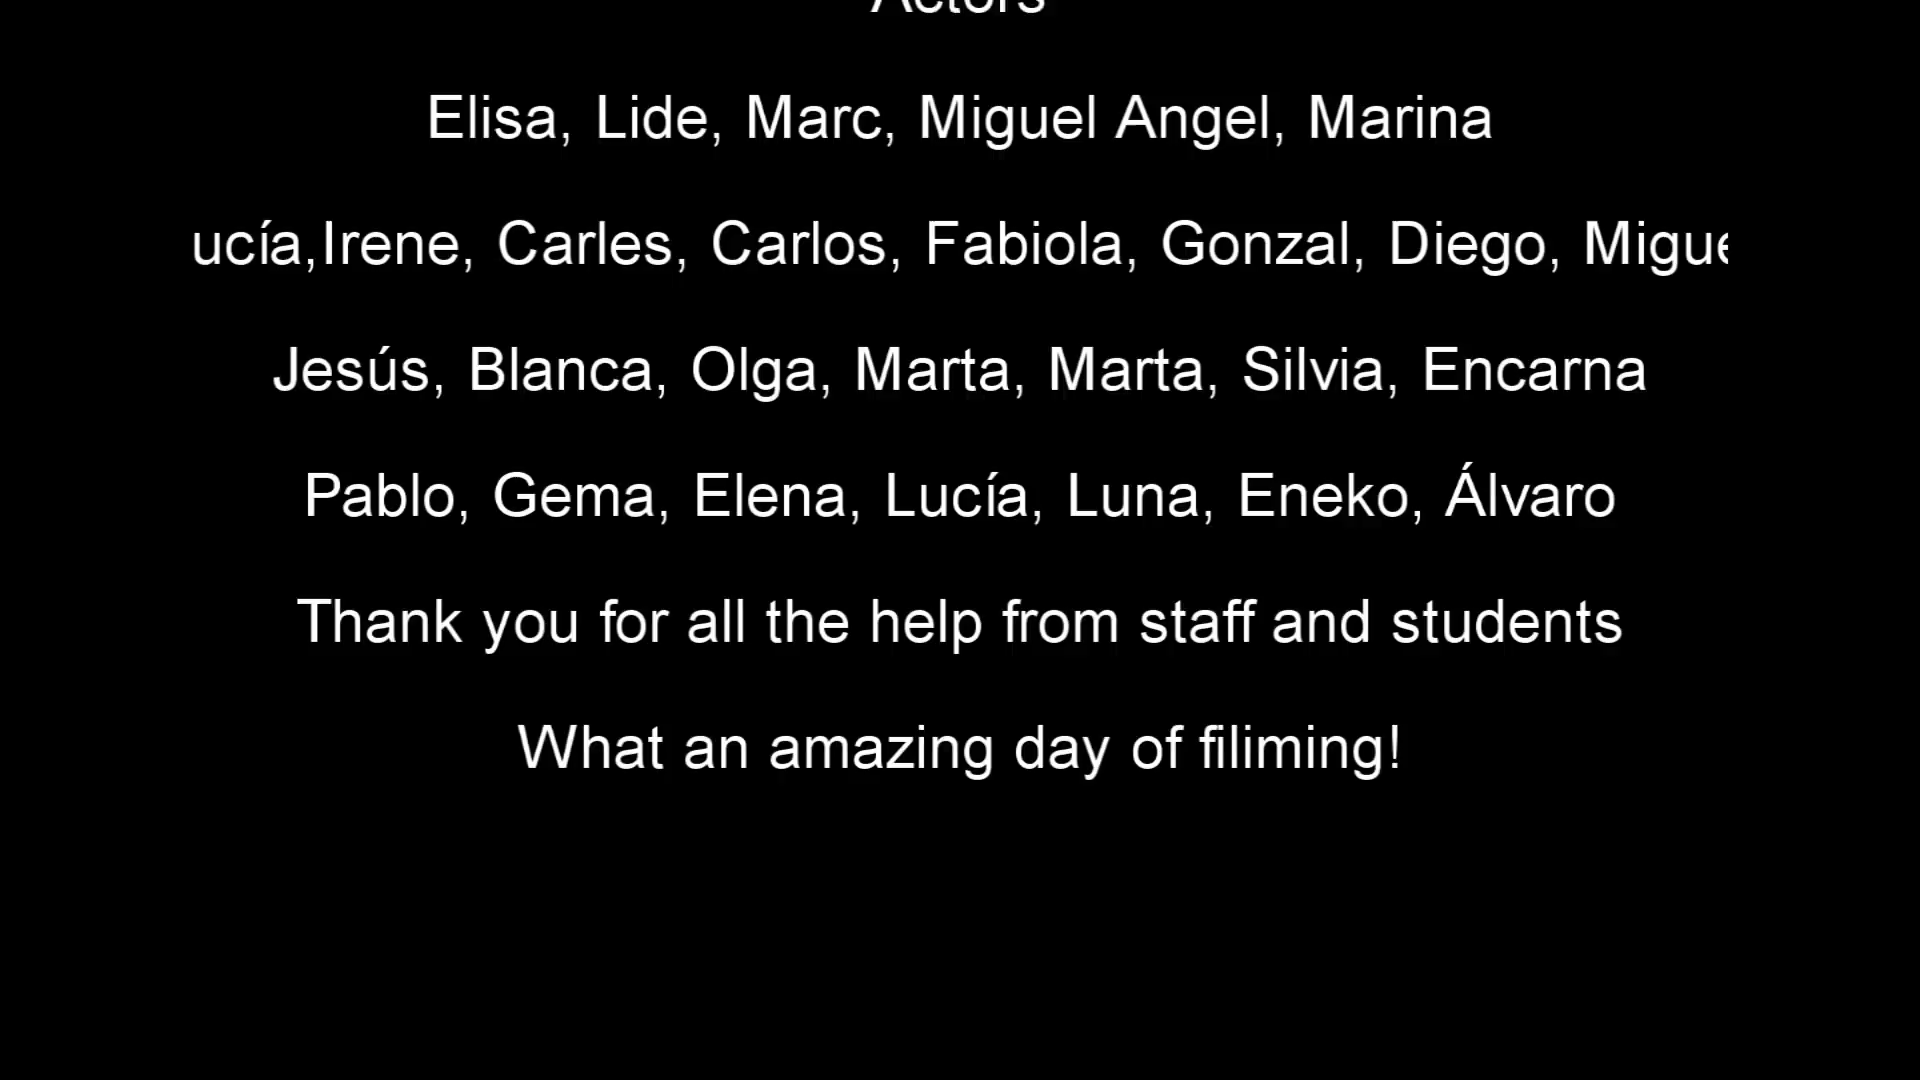 Actors
Elisa, Lide, Marc, Miguel Angel, Marina
ucía,Irene, Carles, Carlos, Fabiola, Gonzal, Diego, Migue
Jesús, Blanca, Olga, Marta, Marta, Silvia, Encarna
Pablo, Gema, Elena, Lucía, Luna, Eneko, Álvaro
Thank you for all the help from staff and students
What an amazing day of filiming!